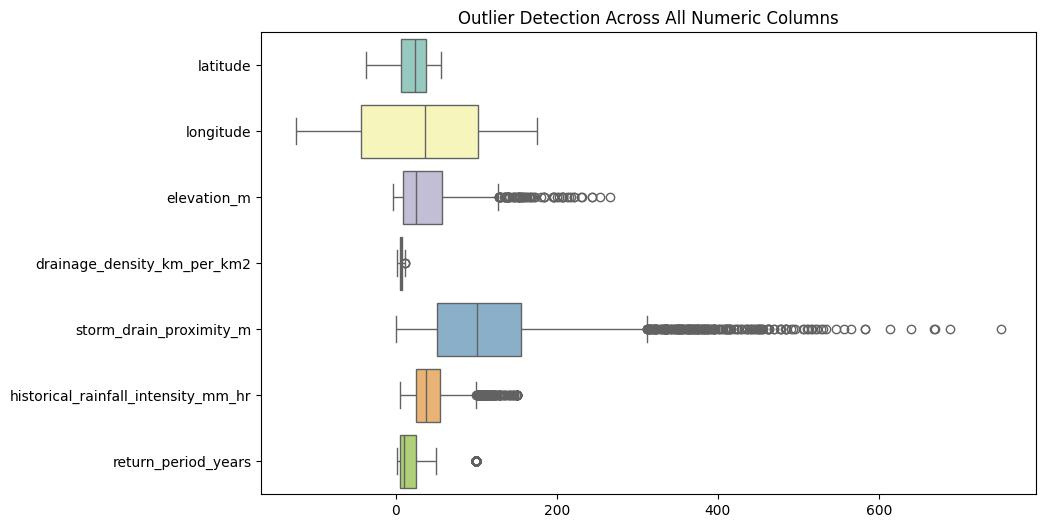 Outlier Detection Across All Numeric Columns
latitude
longitude
elevation_m
drainage_density_km_per_km2
storm_drain_proximity_m
historical_rainfall_intensity_mm_hr
return_period_years
0 200 400 600